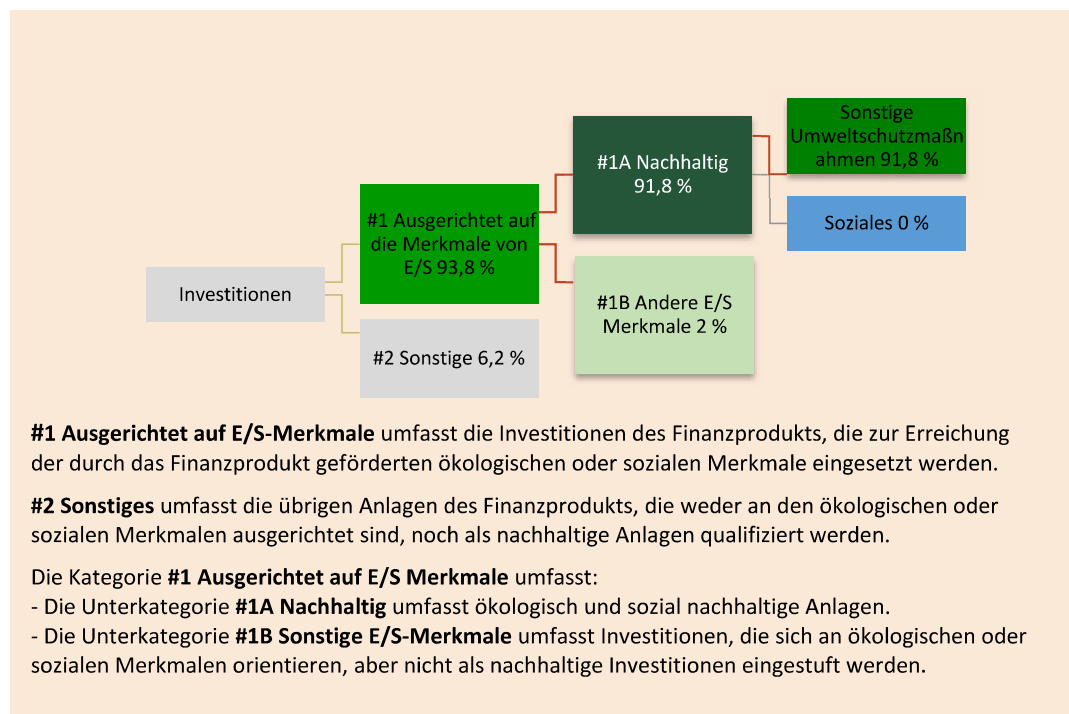 Sonstige
Umweltschutzmaßn
ahmen 91,8 %
#1A Nachhaltig
91,8 %
Soziales 0 %
#1 Ausgerichtet auf
die Merkmale von
E/S 93,8 %
Investitionen
#1B Andere E/S
Merkmale 2 %
#2 Sonstige 6,2 %
#1 Ausgerichtet auf E/S-Merkmale umfasst die Investitionen des Finanzprodukts, die zur Erreichung
der durch das Finanzprodukt geförderten ökologischen oder sozialen Merkmale eingesetzt werden.
#2 Sonstiges umfasst die übrigen Anlagen des Finanzprodukts, die weder an den ökologischen oder
sozialen Merkmalen ausgerichtet sind, noch als nachhaltige Anlagen qualifiziert werden.
Die Kategorie #1 Ausgerichtet auf E/S Merkmale umfasst:
- Die Unterkategorie #1A Nachhaltig umfasst ökologisch und sozial nachhaltige Anlagen.
- Die Unterkategorie #1B Sonstige E/S-Merkmale umfasst Investitionen, die sich an ökologischen oder
sozialen Merkmalen orientieren, aber nicht als nachhaltige Investitionen eingestuft werden.